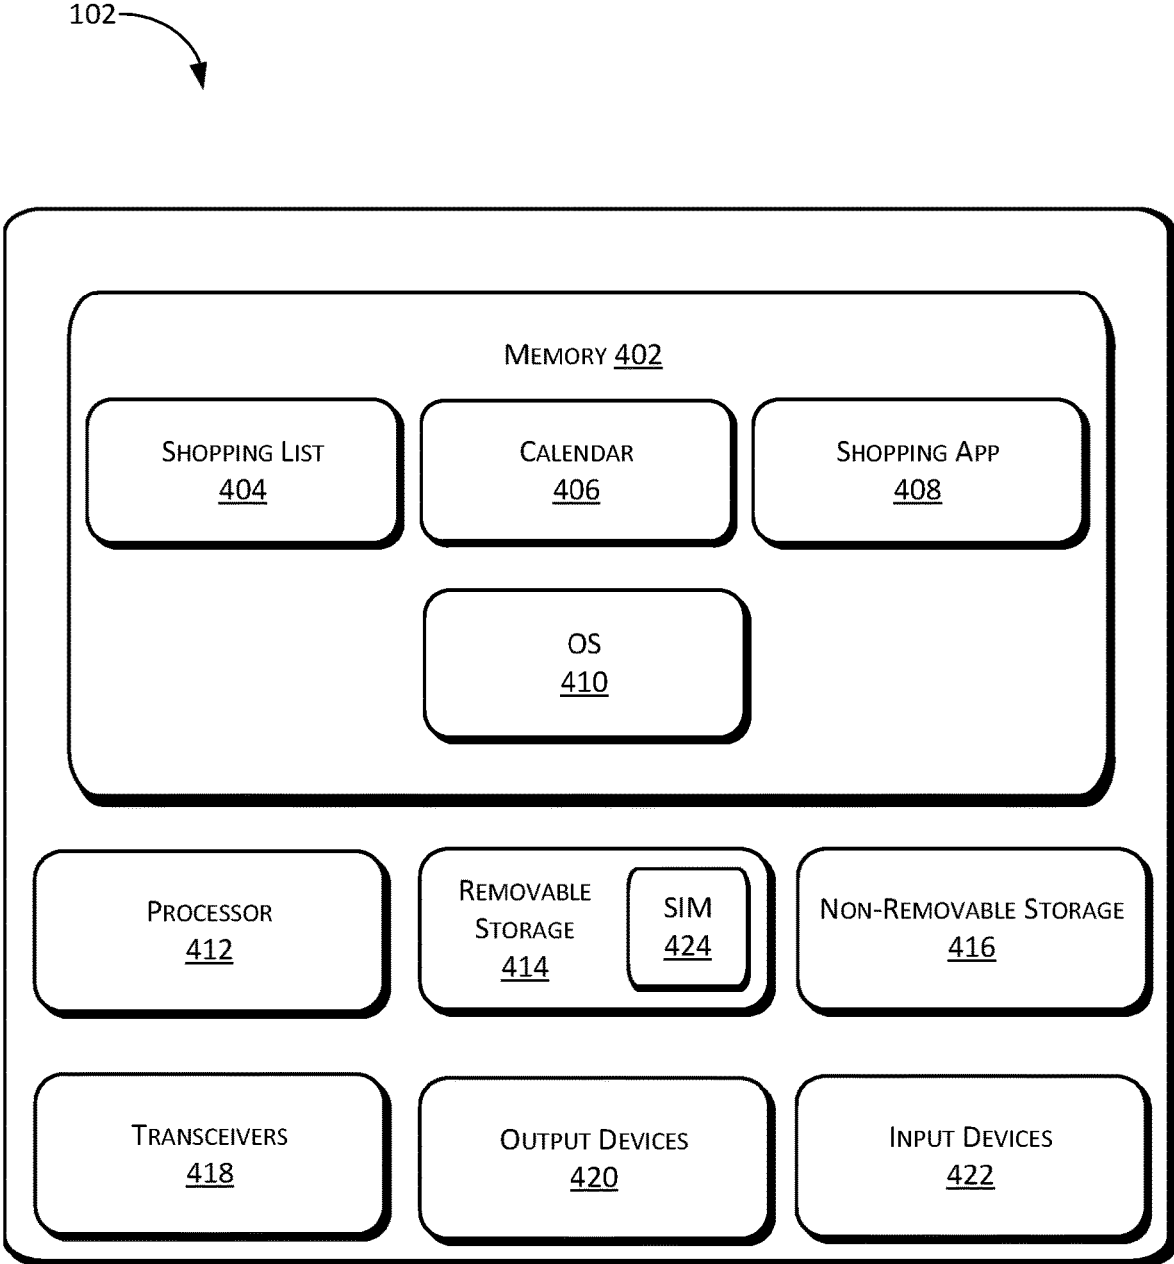 102
MEMORY 402
SHOPPING LIST
404
CALENDAR
406
SHOPPING APP
408
OS
410
PROCESSOR
412
REMOVABLE
STORAGE
414
SIM
424
NON-REMOVABLE STORAGE
416
TRANSCEIVERS
418
OUTPUT DEVICES
420
INPUT DEVICES
422